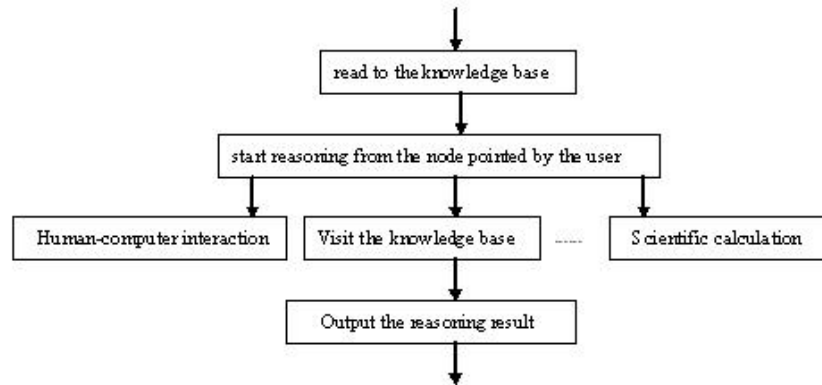 read to the knowledge base
start reasoning from the node pointed by the user
Human-computer interaction
Visit the knowledge base
......
Scientific calculation
Output the reasoning result